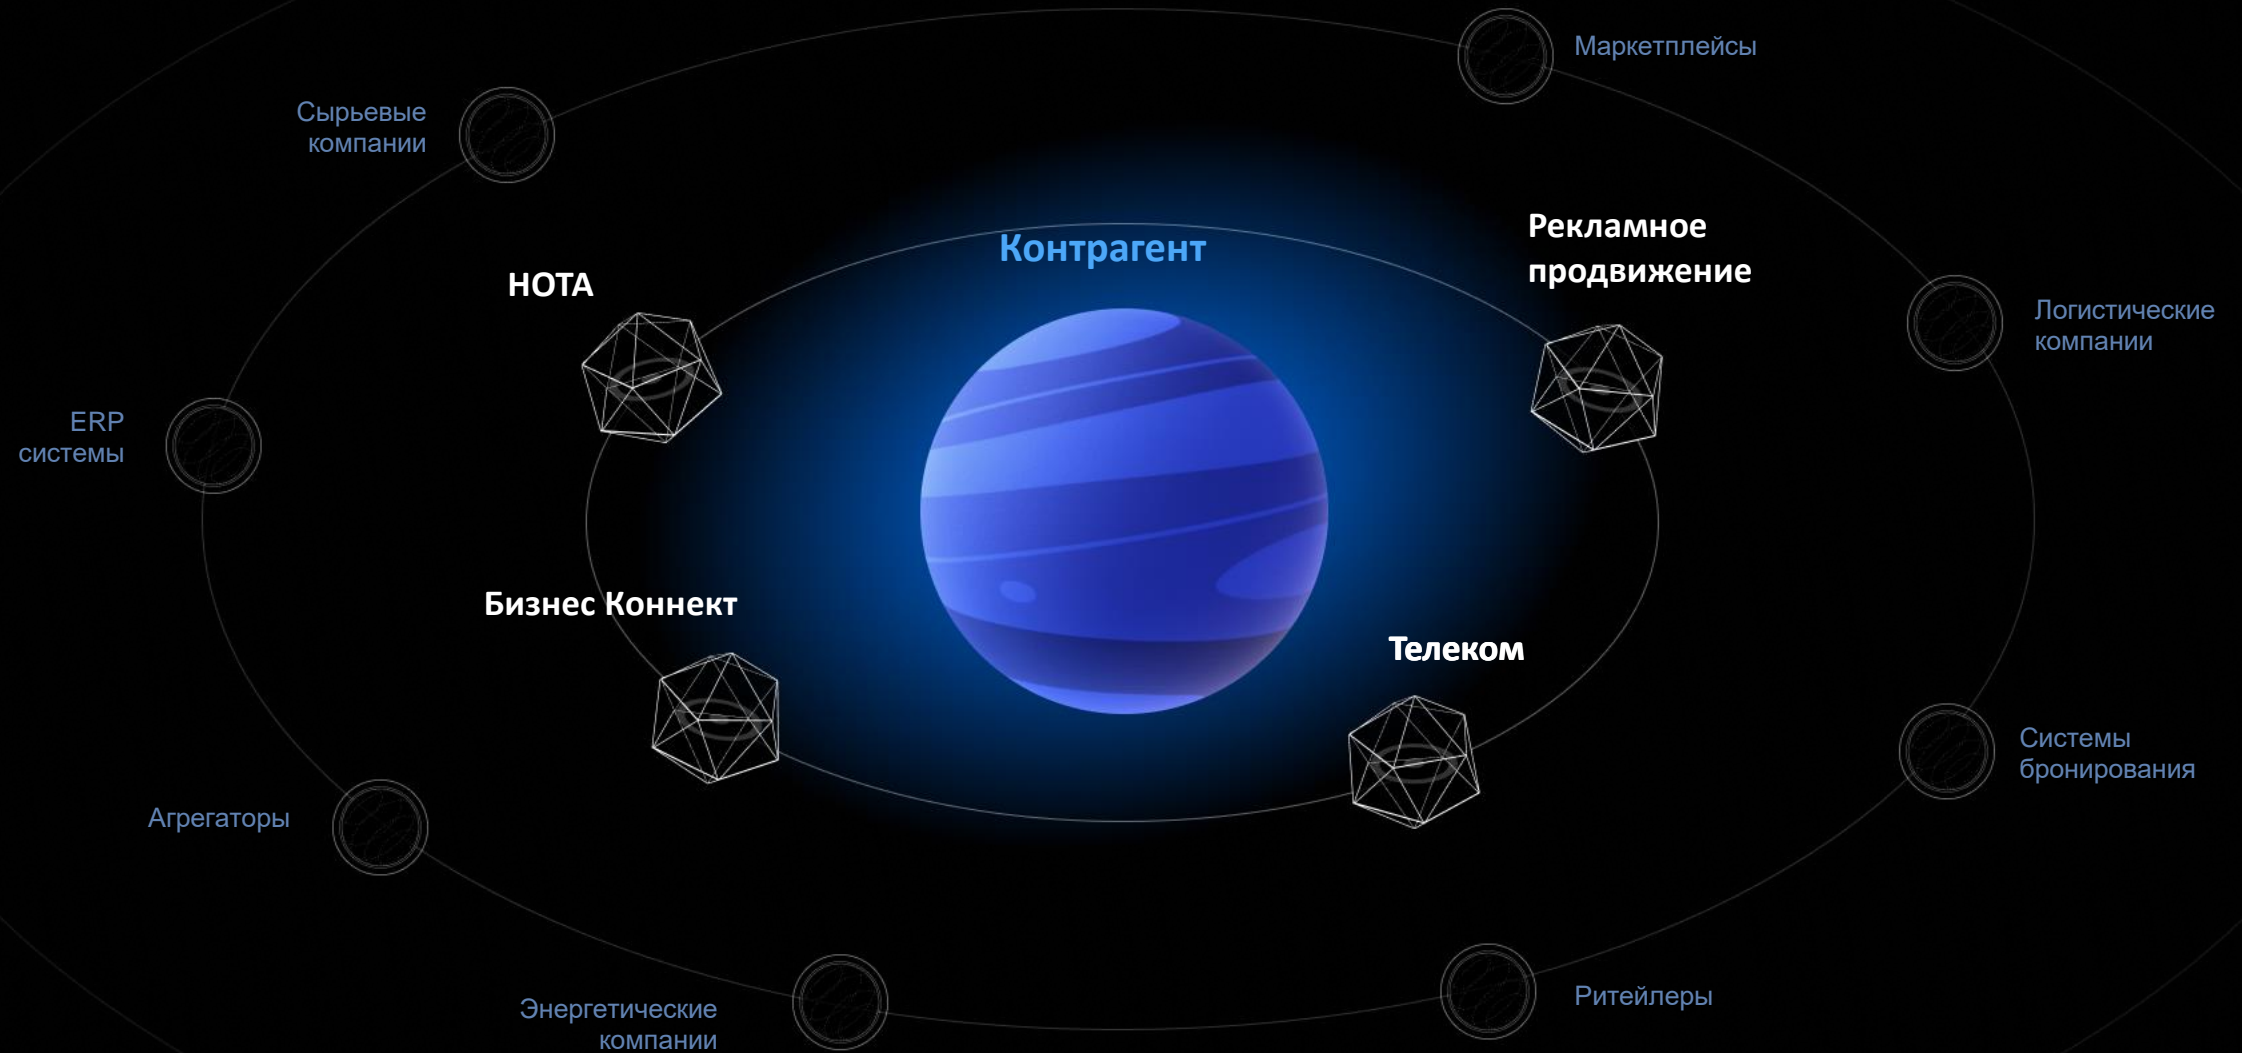 Маркетплейсы
Сырьевые
компании
Рекламное
продвижение
Контрагент
НОТА
Логистические
компании
ERP
системы
Бизнес Коннект
Телеком
Системы
бронирования
Агрегаторы
Ритейлеры
Энергетические
компании